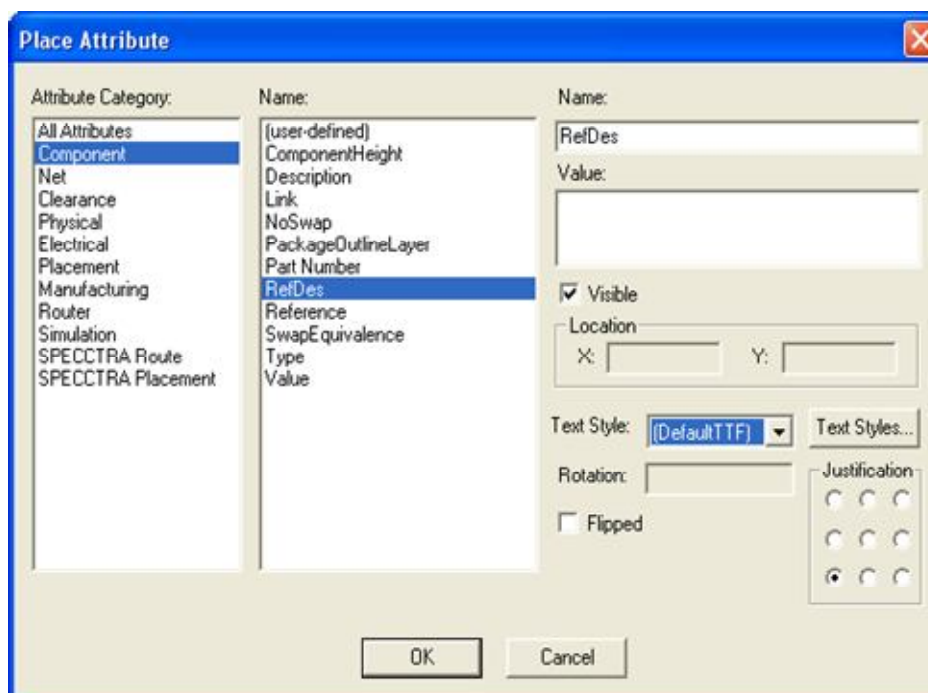 Place Attribute
Attribute Category:
All Attributes
Component
Net
Clearance
Physical
Electrical
Placement
Manufacturing
Router
Simulation
SPECCTRA Route
SPECCTRA Placement
Name:
(user-defined)
ComponentHeight
Description
Link
NoSwap
PackageOutlineLayer
Part Number
RefDes
Reference
SwapEquivalence
Type
Value
Name:
RefDes
Value:
Visible
Location
X: Y:
Text Style: (DefaultTTF) Text Styles...
Rotation:
Justification
Flipped
OK Cancel